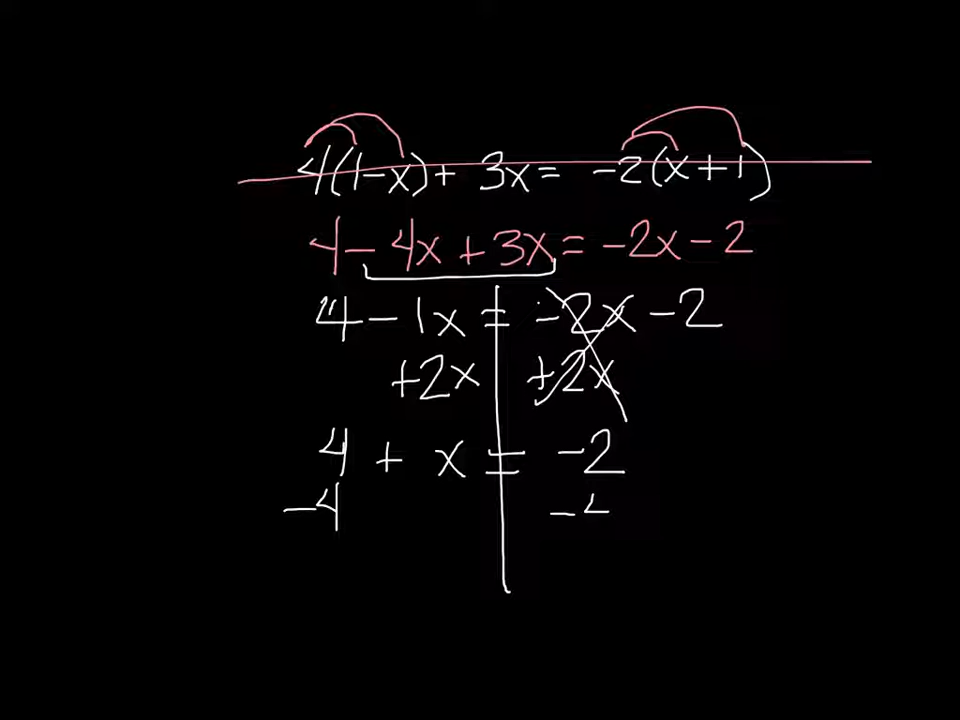 4(1-x)+ 3x= -2(x+1)
4- 4x +3x= -2x-2
4-1x = -2x-2
+2x +2x
4 + x = -2
-4 -4